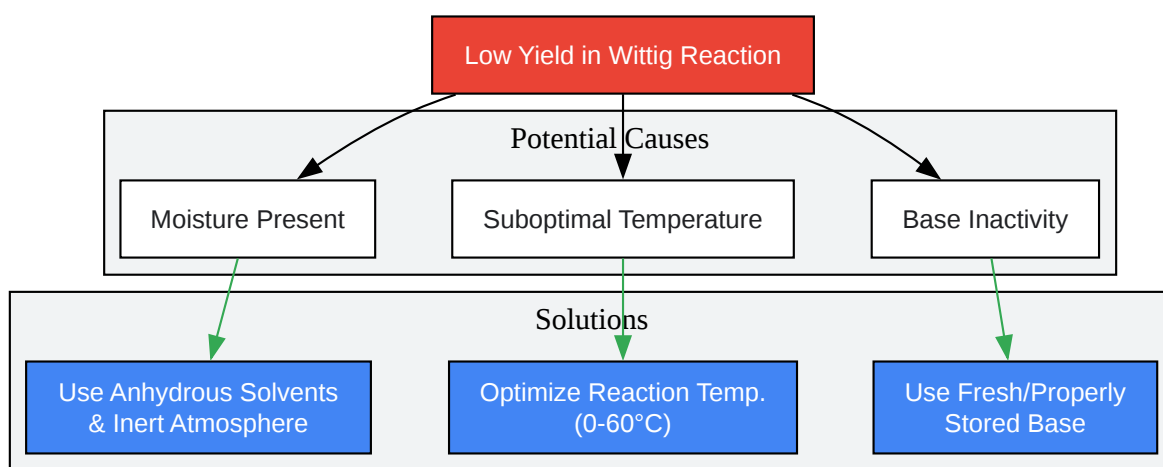 Low Yield in Wittig Reaction
Potential Causes
Moisture Present
Suboptimal Temperature
Base Inactivity
Solutions
Use Anhydrous Solvents
& Inert Atmosphere
Optimize Reaction Temp.
(0-60°C)
Use Fresh/Properly
Stored Base